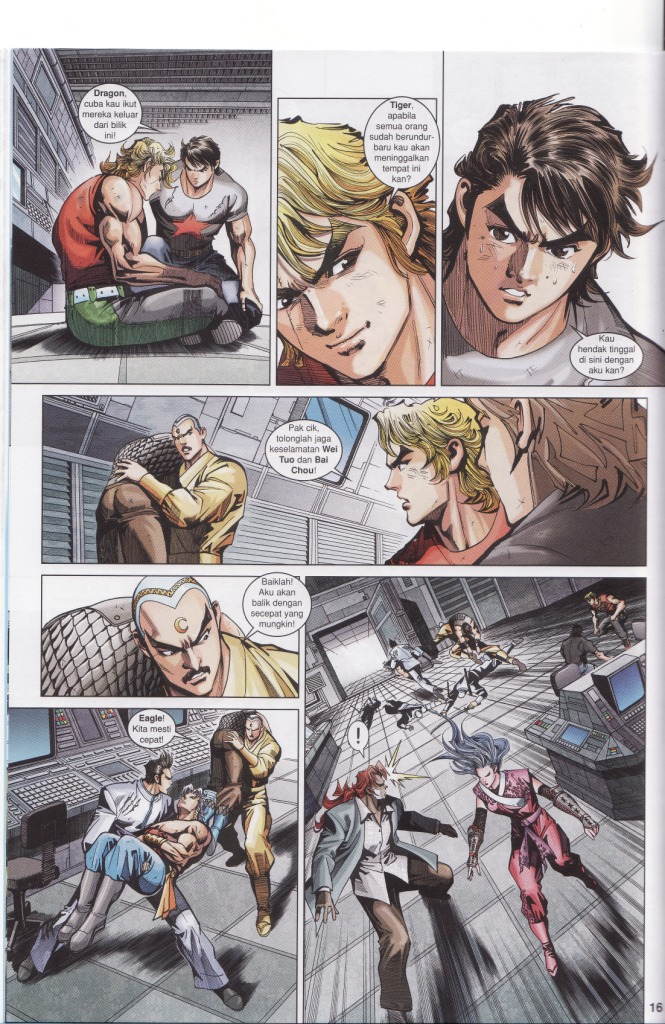 Dragon,
cuba kau ikut
mereka keluar
dari bilik
ini!
Tiger,
apabila
semua orang
sudah berundur-
baru kau akan
meninggalkan
tempat ini
kan?
Kau
hendak tinggal
di sini dengan
aku kan?
Pak cik,
tolonglah jaga
keselamatan Wei
Tuo dan Bai
Chou!
Baiklah!
Aku akan
balik dengan
secepat yang
mungkin!
Eagle!
Kita mesti
cepat!
!
16